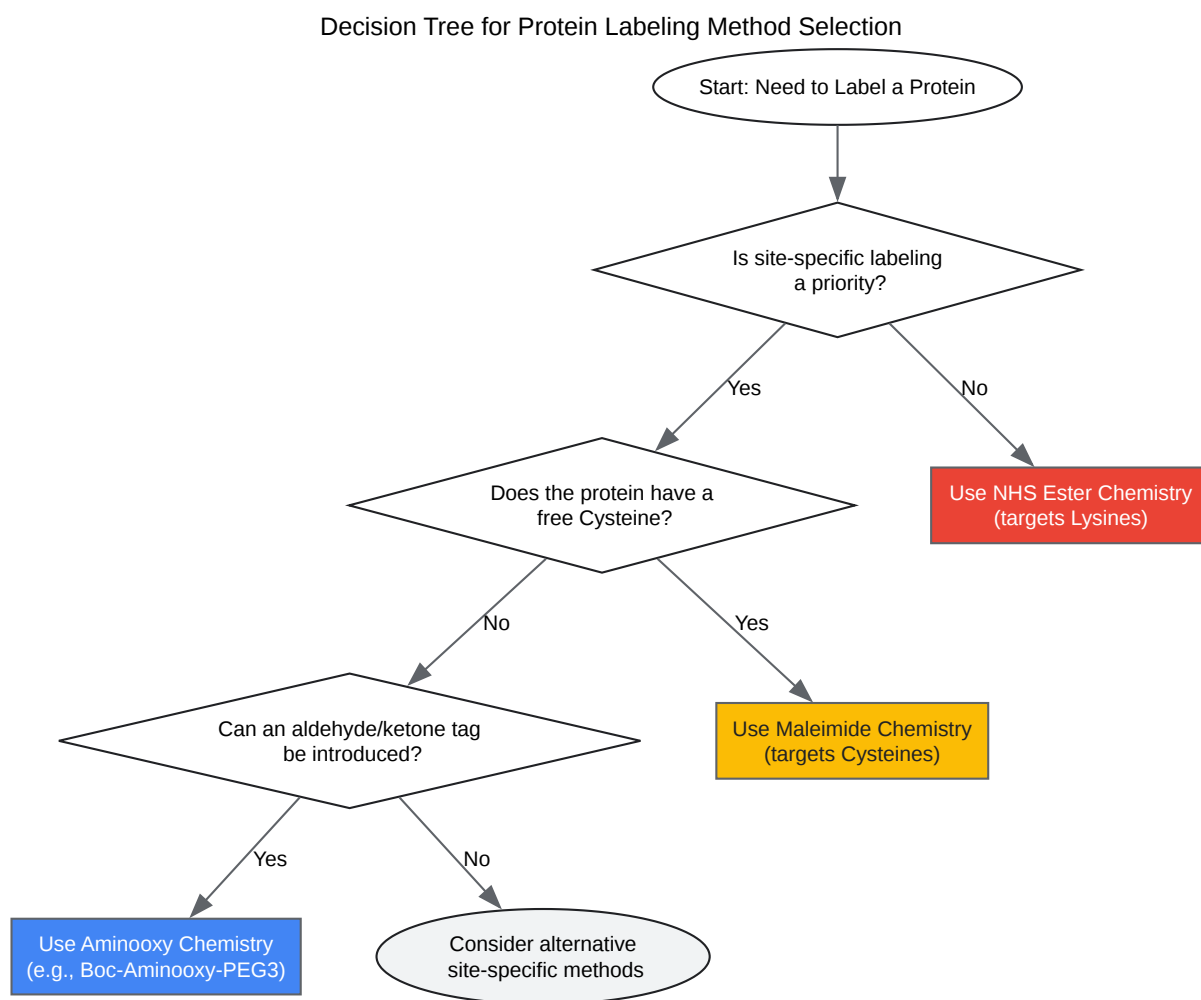 Decision Tree for Protein Labeling Method Selection
Start: Need to Label a Protein
Is site-specific labeling
a priority?
Yes
No
Does the protein have a
free Cysteine?
Use NHS Ester Chemistry
(targets Lysines)
No
Yes
Can an aldehyde/ketone tag
be introduced?
Use Maleimide Chemistry
(targets Cysteines)
Yes
No
Use Aminooxy Chemistry
(e.g., Boc-Aminooxy-PEG3)
Consider alternative
site-specific methods